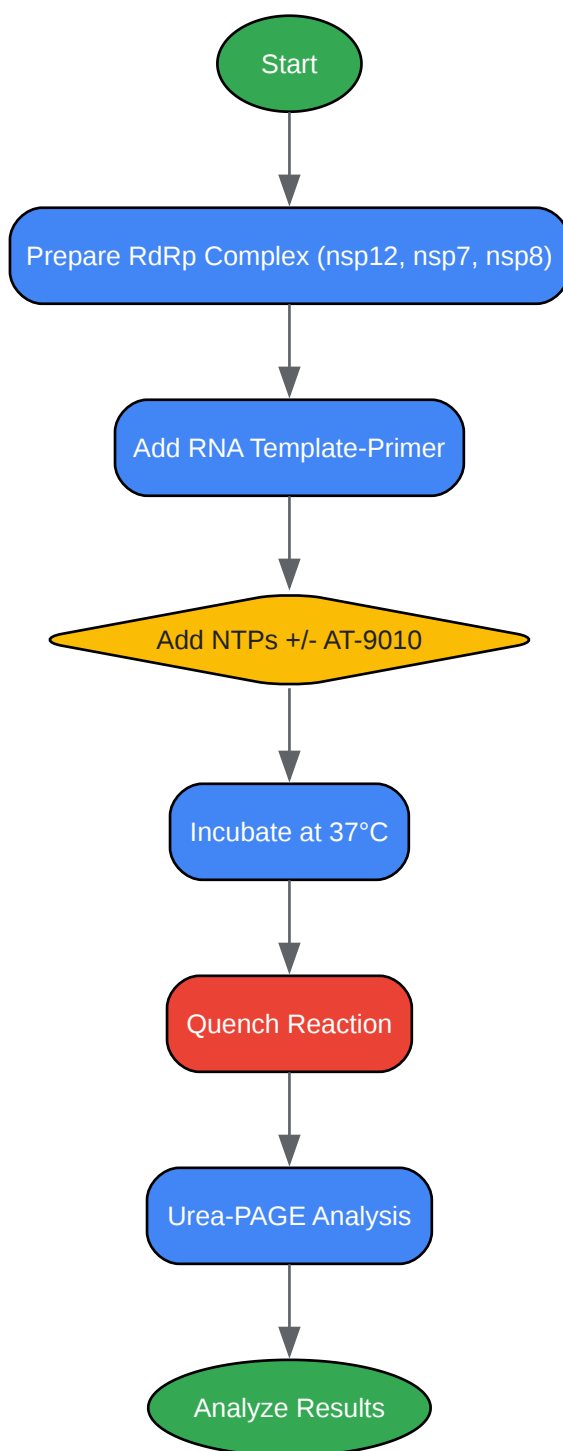 Start
Prepare RdRp Complex (nsp12, nsp7, nsp8)
Add RNA Template-Primer
Add NTPs +/- AT-9010
Incubate at 37°C
Quench Reaction
Urea-PAGE Analysis
Analyze Results